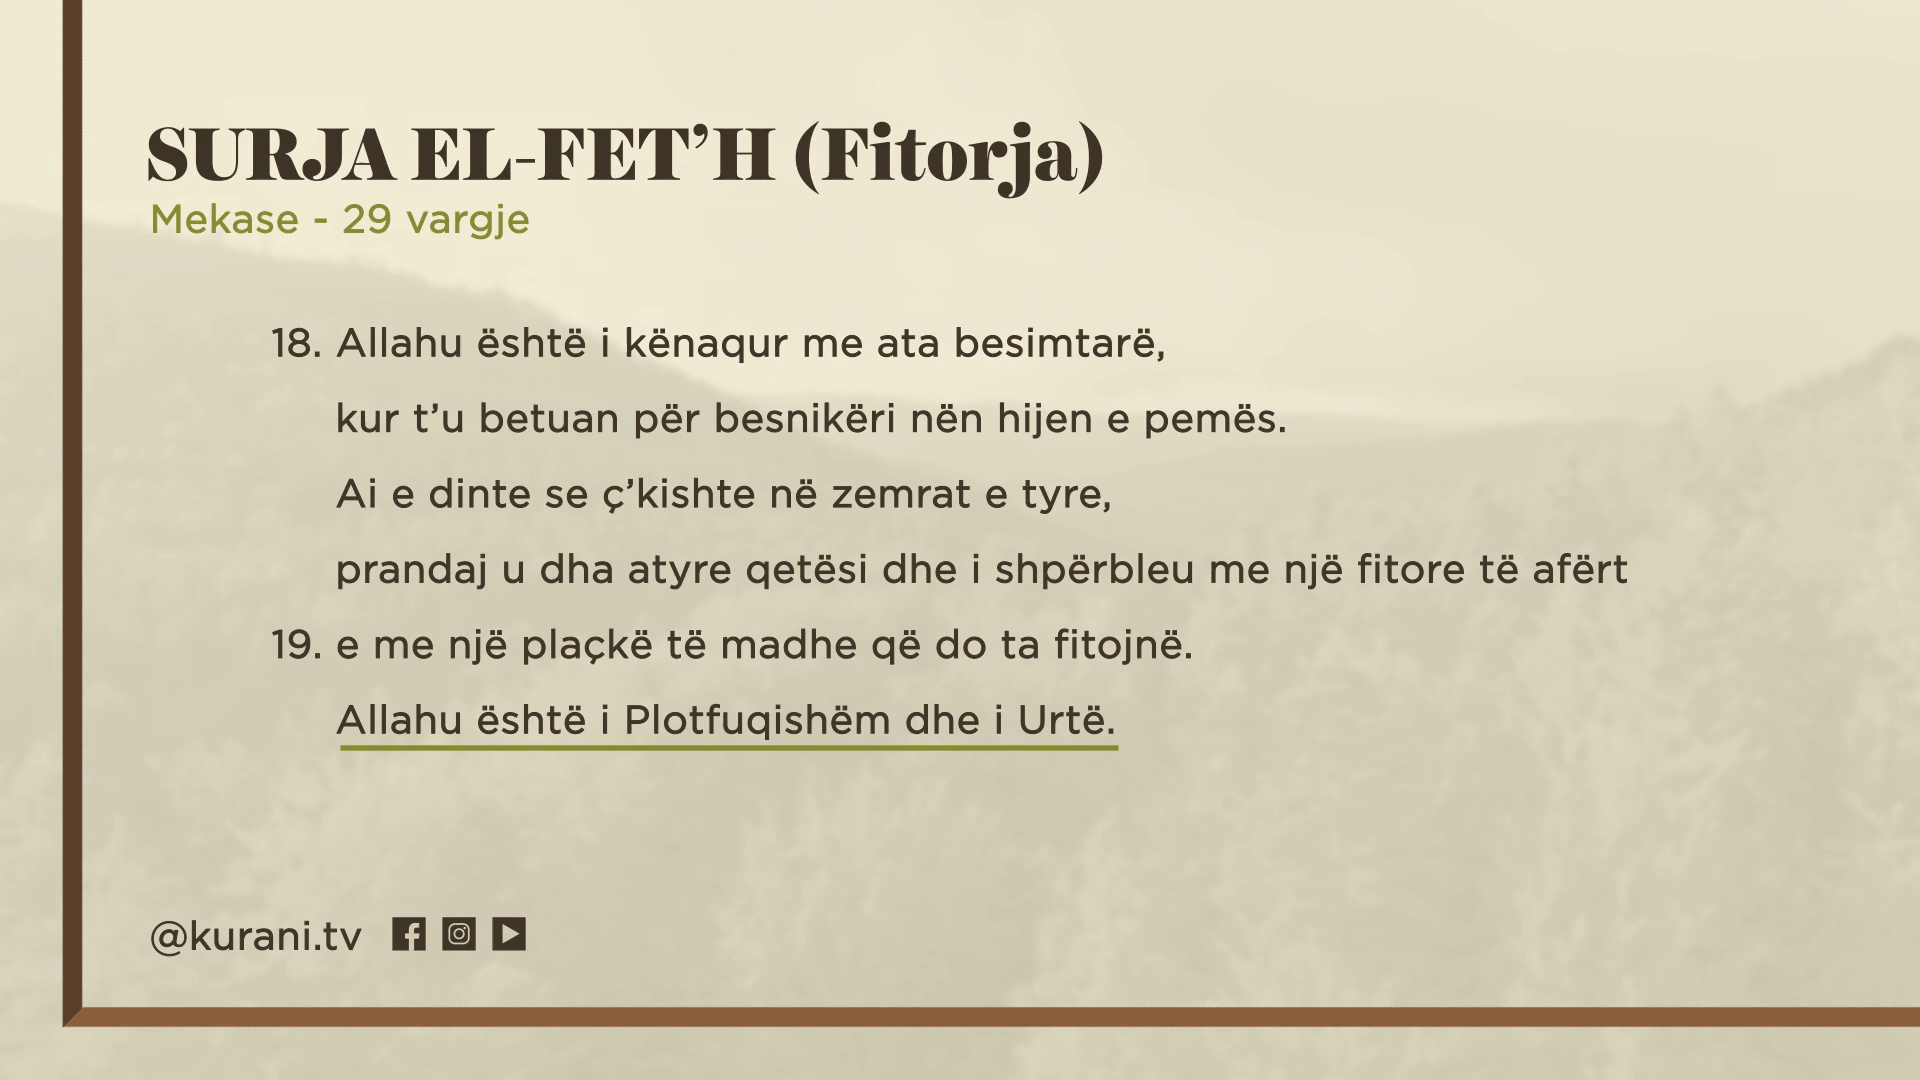 SURJA EL-FET’H (Fitorja)
Mekase - 29 vargje
18. Allahu është i kënaqur me ata besimtarë,
kur t’u betuan për besnikëri nën hijen e pemës.
Ai e dinte se ç’kishte në zemrat e tyre,
prandaj u dha atyre qetësi dhe i shpërbleu me një fitore të afërt
19. e me një plaçkë të madhe që do ta fitojnë.
Allahu është i Plotfuqishëm dhe i Urtë.
@kurani.tv